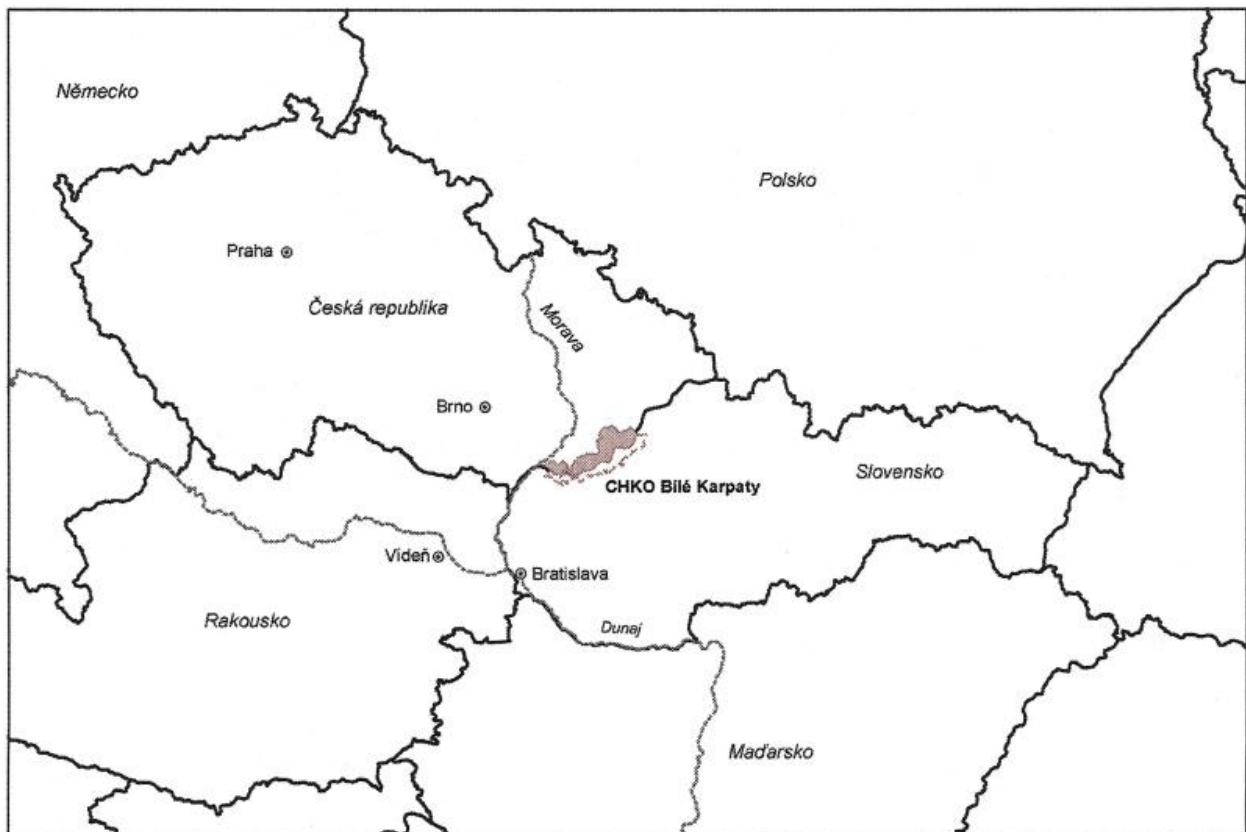 Německo
Polsko
Praha
Česká republika
Morava
Brno
CHKO Bílé Karpaty
Slovensko
Vídeň
Bratislava
Rakousko
Dunaj
Maďarsko